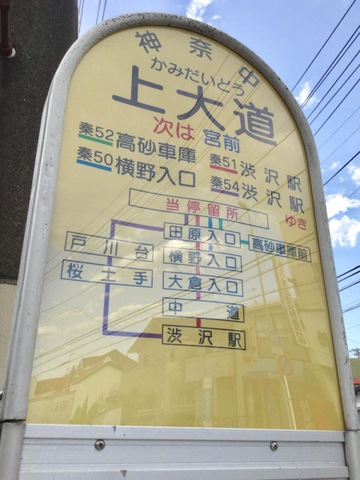 神奈中
かみだいどう
上大道
次は 宮前
秦52 高砂車庫 秦51 渋沢駅
秦50 横野入口 秦54 渋沢駅
ゆき
当停留所
戸川台 田原入口 高砂車庫前
桜土手 横野入口
大倉入口
中道
渋沢駅